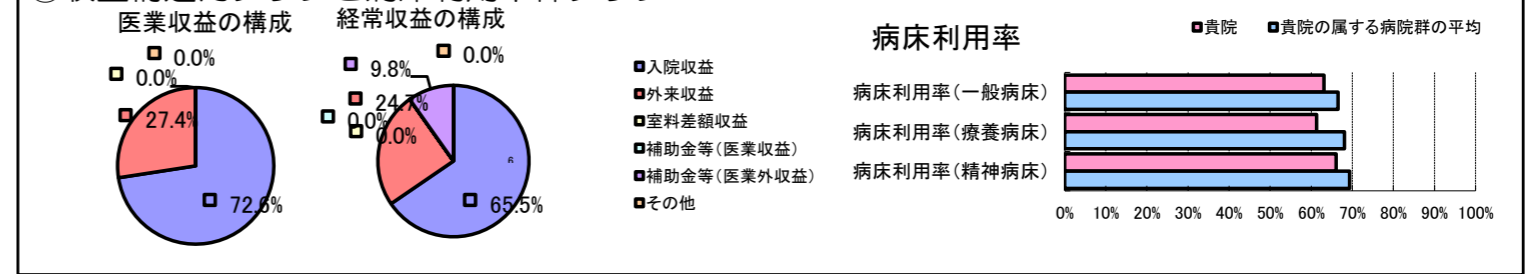 医業収益の構成
0.0%
0.0%
27.4%
72.6%
経常収益の構成
0.0%
9.8%
24.7%
0.0%
0.0%
65.5%
入院収益
外来収益
室料差額収益
補助金等(医業収益)
補助金等(医業外収益)
その他
病床利用率
貴院
貴院の属する病院群の平均
病床利用率(一般病床)
病床利用率(療養病床)
病床利用率(精神病床)
0% 10% 20% 30% 40% 50% 60% 70% 80% 90% 100%